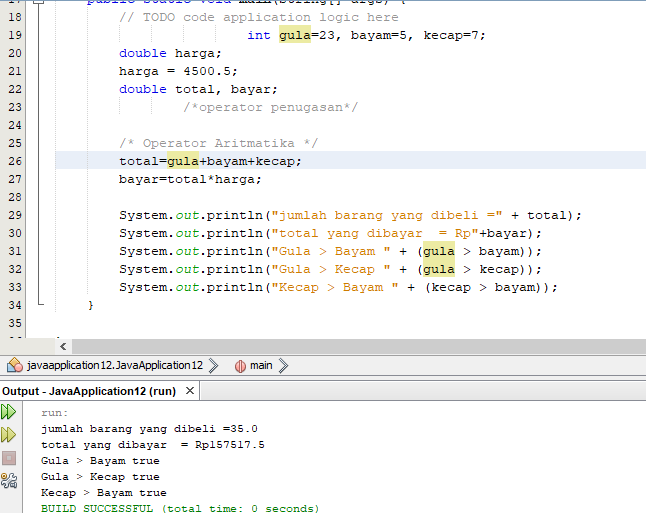 17 public static void main(String[] args) {
18 // TODO code application logic here
19 int gula=23, bayam=5, kecap=7;
20 double harga;
21 harga = 4500.5;
22 double total, bayar;
23 /*operator penugasan*/
24
25 /* Operator Aritmatika */
26 total=gula+bayam+kecap;
27 bayar=total*harga;
28
29 System.out.println("jumlah barang yang dibeli =" + total);
30 System.out.println("total yang dibayar  = Rp"+bayar);
31 System.out.println("Gula > Bayam " + (gula > bayam));
32 System.out.println("Gula > Kecap " + (gula > kecap));
33 System.out.println("Kecap > Bayam " + (kecap > bayam));
34 }
35
javaapplication12.JavaApplication12 main
Output - JavaApplication12 (run) ×
run:
jumlah barang yang dibeli =35.0
total yang dibayar  = Rp157517.5
Gula > Bayam true
Gula > Kecap true
Kecap > Bayam true
BUILD SUCCESSFUL (total time: 0 seconds)